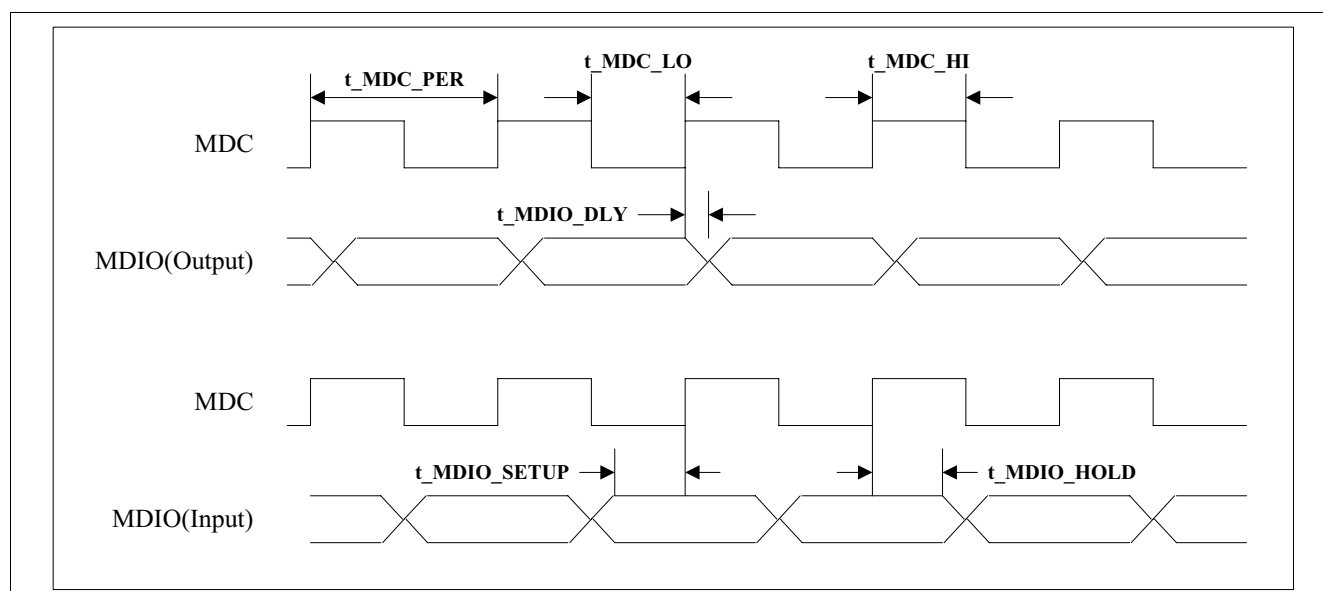 t_MDC_PER
t_MDC_LO
t_MDC_HI
MDC
t_MDIO_DLY
MDIO(Output)
MDC
t_MDIO_SETUP
t_MDIO_HOLD
MDIO(Input)